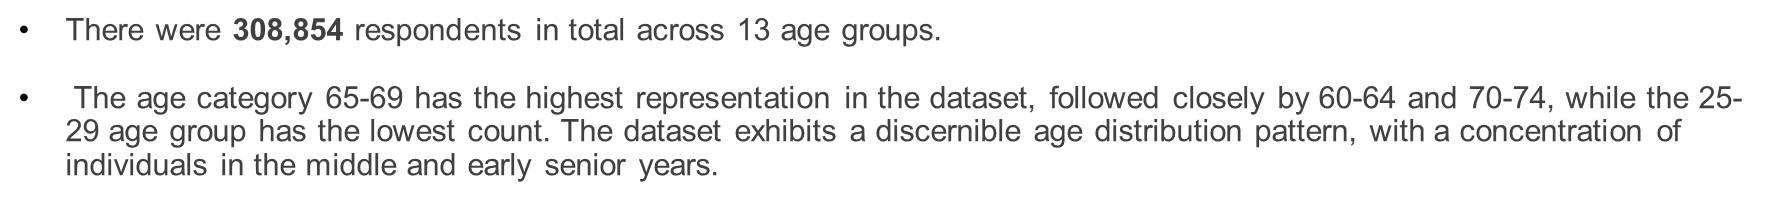 • There were 308,854 respondents in total across 13 age groups.
• The age category 65-69 has the highest representation in the dataset, followed closely by 60-64 and 70-74, while the 25-
29 age group has the lowest count. The dataset exhibits a discernible age distribution pattern, with a concentration of
individuals in the middle and early senior years.